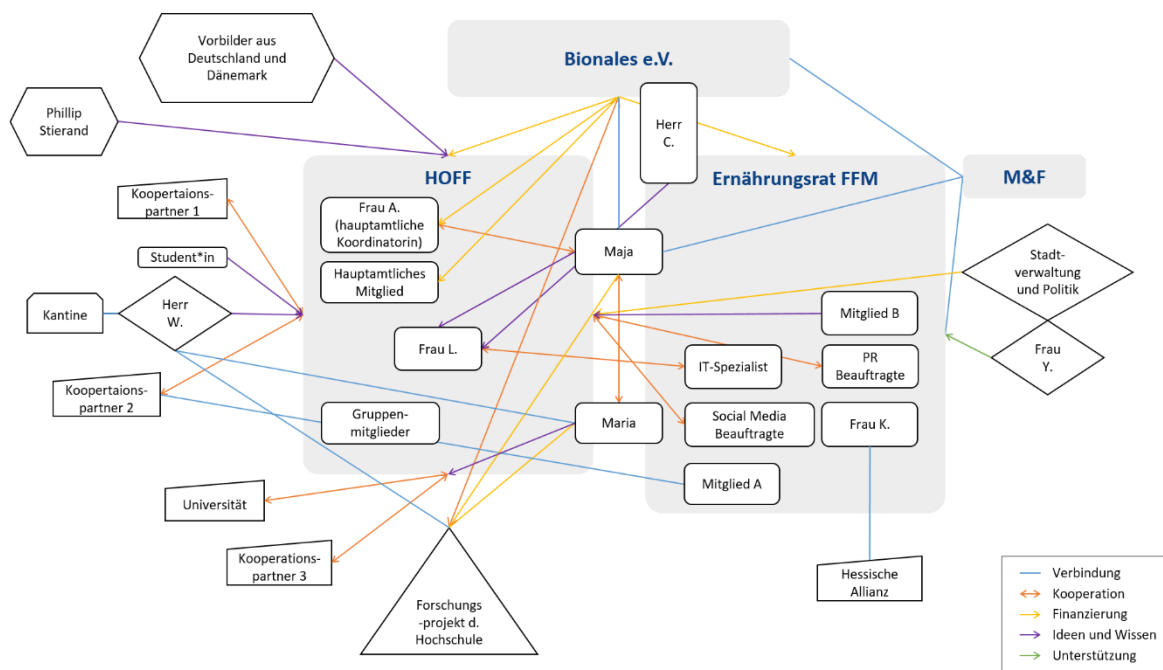 Vorbilder aus
Deutschland und
Dänemark
Bionales e.V.
Phillip
Stierand
Herr
C.
HOFF
Ernährungsrat FFM
M&F
Koopertaions-
partner 1
Frau A.
(hauptamtliche
Koordinatorin)
Maja
Student*in
Hauptamtliches
Mitglied
Stadt-
verwaltung
und Politik
Kantine
Herr
W.
Mitglied B
Frau L.
IT-Spezialist
PR
Beauftragte
Frau
Y.
Koopertaions-
partner 2
Gruppen-
mitglieder
Maria
Social Media
Beauftragte
Frau K.
Mitglied A
Universität
Kooperations-
partner 3
Forschungs
-projekt d.
Hochschule
Hessische
Allianz
Verbindung
Kooperation
Finanzierung
Ideen und Wissen
Unterstützung